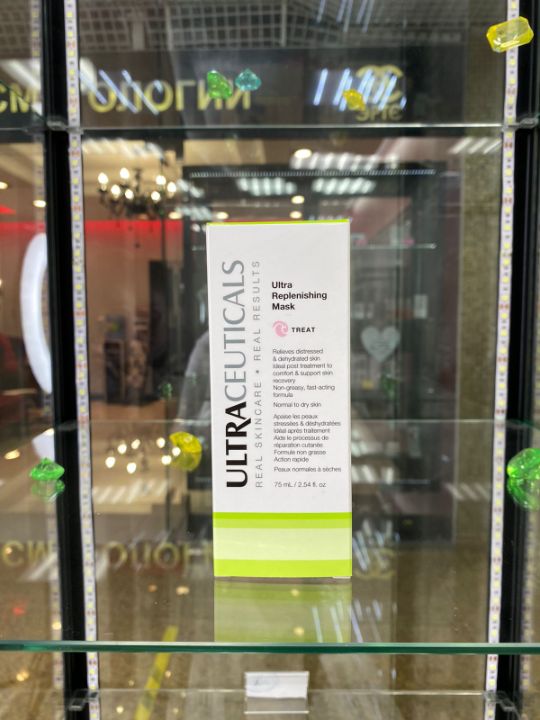 ULTRACEUTICALS
REAL SKINCARE • REAL RESULTS
Ultra
Replenishing
Mask
TREAT
Relieves distressed
& dehydrated skin
Ideal post treatment to
comfort & support skin
recovery
Non-greasy, fast-acting
formula
Normal to dry skin
Apaise les peaux
stressées & déshydratées
Idéal après traitement
Aide le processus de
réparation cutanée
Formule non grasse
Action rapide
Peaux normales à sèches
75 mL / 2.54 fl. oz